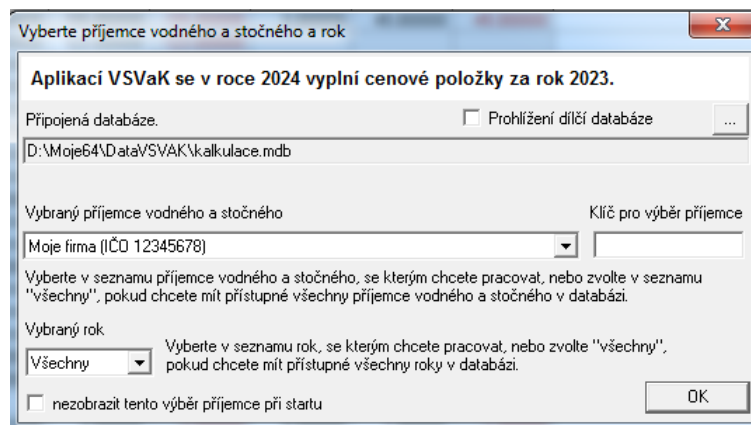 Vyberte příjemce vodného a stočného a rok
Aplikací VSVaK se v roce 2024 vyplní cenové položky za rok 2023.
Připojená databáze.
Prohlížení dílčí databáze
...
D:\Moje64\DataVSVAK\kalkulace.mdb
Vybraný příjemce vodného a stočného
Klíč pro výběr příjemce
Moje firma (IČO 12345678)
Vyberte v seznamu příjemce vodného a stočného, se kterým chcete pracovat, nebo zvolte v seznamu
"všechny", pokud chcete mít přístupné všechny příjemce vodného a stočného v databázi.
Vybraný rok
Všechny
Vyberte v seznamu rok, se kterým chcete pracovat, nebo zvolte "všechny",
pokud chcete mít přístupné všechny roky v databázi.
nezobrazit tento výběr příjemce při startu
OK